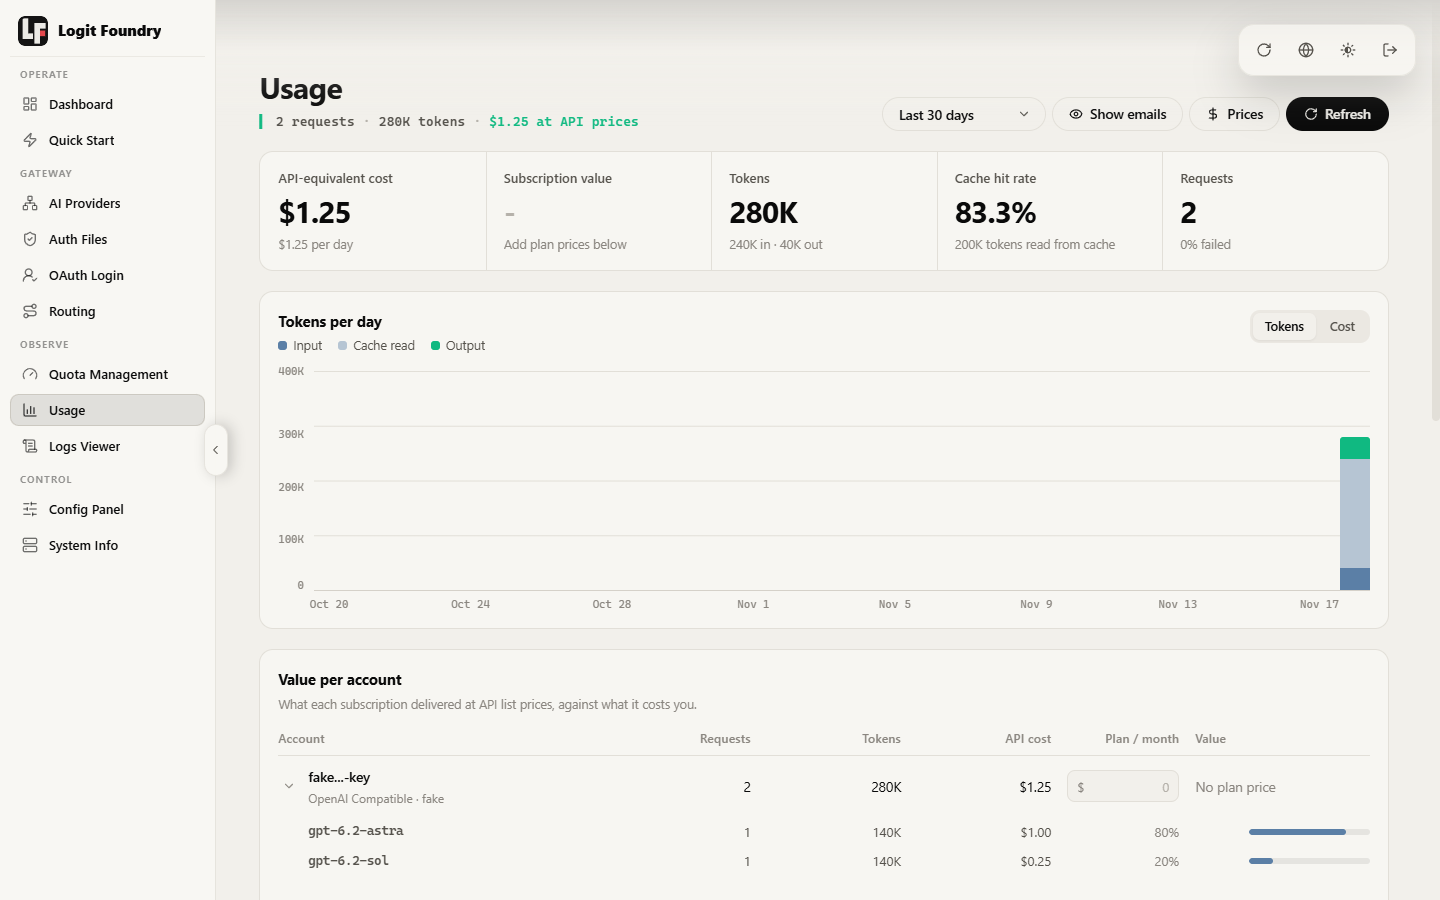 Logit Foundry
OPERATE
Dashboard
Quick Start
GATEWAY
AI Providers
Auth Files
OAuth Login
Routing
OBSERVE
Quota Management
Usage
Logs Viewer
CONTROL
Config Panel
System Info
Usage
2 requests · 280K tokens · $1.25 at API prices
Last 30 days
Show emails
Prices
Refresh
API-equivalent cost
$1.25
$1.25 per day
Subscription value
-
Add plan prices below
Tokens
280K
240K in · 40K out
Cache hit rate
83.3%
200K tokens read from cache
Requests
2
0% failed
Tokens per day
Tokens Cost
Input Cache read Output
400K
300K
200K
100K
0
Oct 20 Oct 24 Oct 28 Nov 1 Nov 5 Nov 9 Nov 13 Nov 17
Value per account
What each subscription delivered at API list prices, against what it costs you.
Account Requests Tokens API cost Plan / month Value
fake...-key 2 280K $1.25 $ 0 No plan price
OpenAI Compatible · fake
gpt-6.2-astra 1 140K $1.00 80%
gpt-6.2-sol 1 140K $0.25 20%